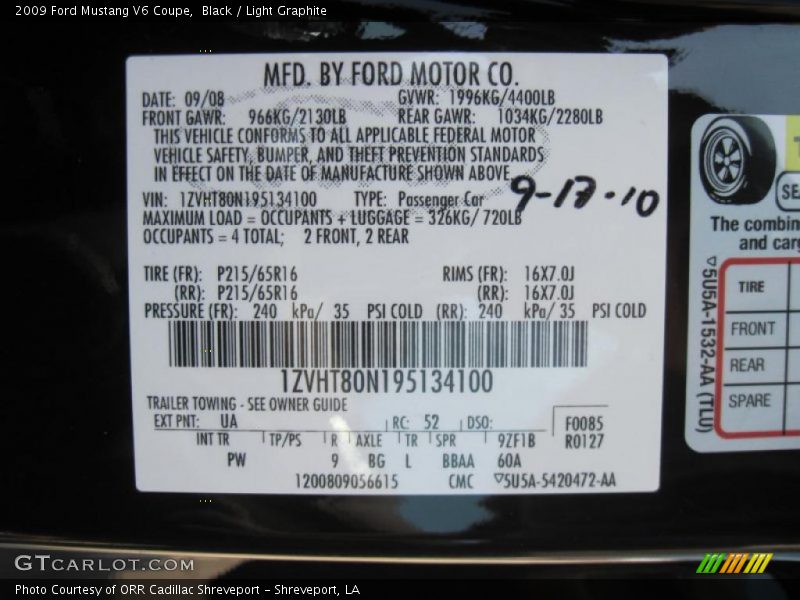 2009 Ford Mustang V6 Coupe,  Black / Light Graphite
MFD. BY FORD MOTOR CO.
DATE: 09/08 GVWR: 1996KG/4400LB
FRONT GAWR: 966KG/2130LB REAR GAWR: 1034KG/2280LB
THIS VEHICLE CONFORMS TO ALL APPLICABLE FEDERAL MOTOR
VEHICLE SAFETY, BUMPER, AND THEFT PREVENTION STANDARDS
IN EFFECT ON THE DATE OF MANUFACTURE SHOWN ABOVE.
9-17-10
VIN: 1ZVHT80N195134100 TYPE: Passenger Car
MAXIMUM LOAD = OCCUPANTS + LUGGAGE = 326KG/ 720LB
OCCUPANTS = 4 TOTAL; 2 FRONT, 2 REAR
TIRE (FR): P215/65R16 RIMS (FR): 16X7.0J
(RR): P215/65R16 (RR): 16X7.0J
PRESSURE (FR): 240 kPa/ 35 PSI COLD (RR): 240 kPa/ 35 PSI COLD
1ZVHT80N195134100
TRAILER TOWING - SEE OWNER GUIDE
EXT PNT: UA RC: 52 DSO: F0085
INT TR TP/PS R AXLE TR SPR 9ZF1B R0127
PW 9 BG L BBAA 60A
1200809056615 CMC ▽5U5A-5420472-AA
The combin
and carg
▽5U5A-1532-AA (TLU)
TIRE
FRONT
REAR
SPARE
GTCARLOT.COM
Photo Courtesy of ORR Cadillac Shreveport - Shreveport, LA